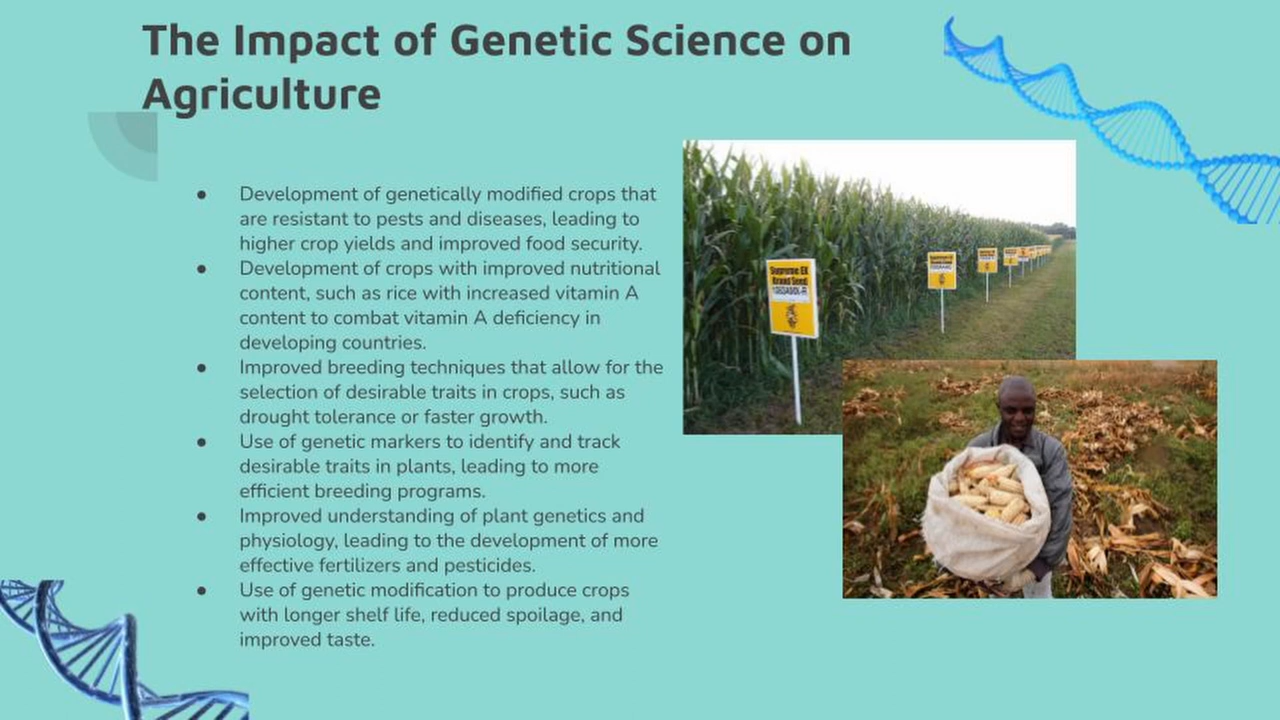 The Impact of Genetic Science on
Agriculture
● Development of genetically modified crops that
are resistant to pests and diseases, leading to
higher crop yields and improved food security.
● Development of crops with improved nutritional
content, such as rice with increased vitamin A
content to combat vitamin A deficiency in
developing countries.
● Improved breeding techniques that allow for the
selection of desirable traits in crops, such as
drought tolerance or faster growth.
● Use of genetic markers to identify and track
desirable traits in plants, leading to more
efficient breeding programs.
● Improved understanding of plant genetics and
physiology, leading to the development of more
effective fertilizers and pesticides.
● Use of genetic modification to produce crops
with longer shelf life, reduced spoilage, and
improved taste.
Supreme EX
Brand Seed